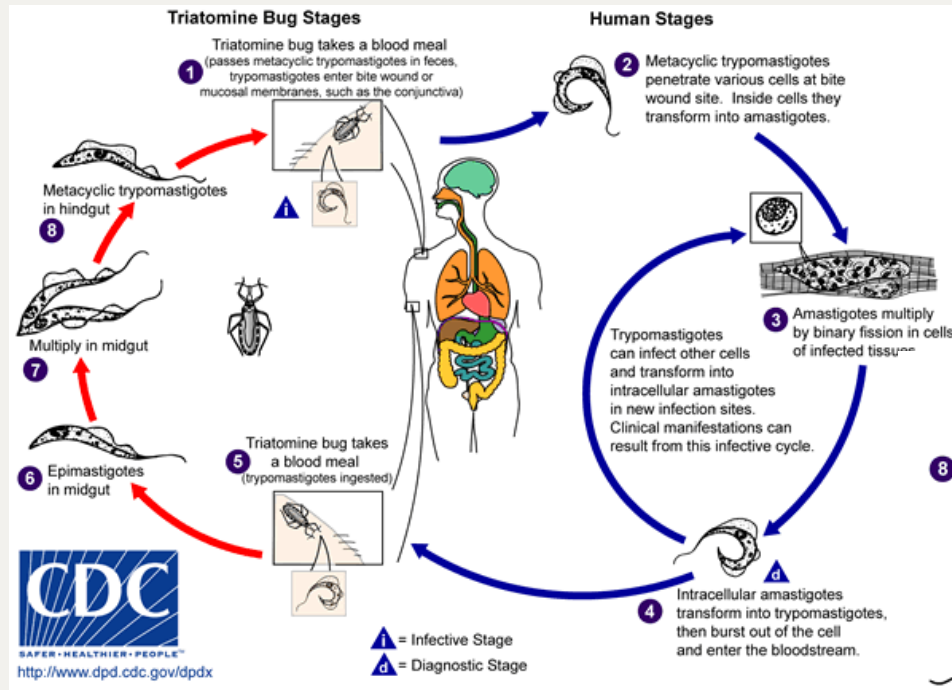 Triatomine Bug Stages
Human Stages
1
Triatomine bug takes a blood meal
(passes metacyclic trypomastigotes in feces,
trypomastigotes enter bite wound or
mucosal membranes, such as the conjunctiva)
i
2
Metacyclic trypomastigotes
penetrate various cells at bite
wound site. Inside cells they
transform into amastigotes.
3
Amastigotes multiply
by binary fission in cells
of infected tissues.
Trypomastigotes
can infect other cells
and transform into
intracellular amastigotes
in new infection sites.
Clinical manifestations can
result from this infective cycle.
4
d
Intracellular amastigotes
transform into trypomastigotes,
then burst out of the cell
and enter the bloodstream.
5
Triatomine bug takes
a blood meal
(trypomastigotes ingested)
6
Epimastigotes
in midgut
7
Multiply in midgut
8
Metacyclic trypomastigotes
in hindgut
8
i = Infective Stage
d = Diagnostic Stage
CDC
SAFER•HEALTHIER•PEOPLE™
http://www.dpd.cdc.gov/dpdx